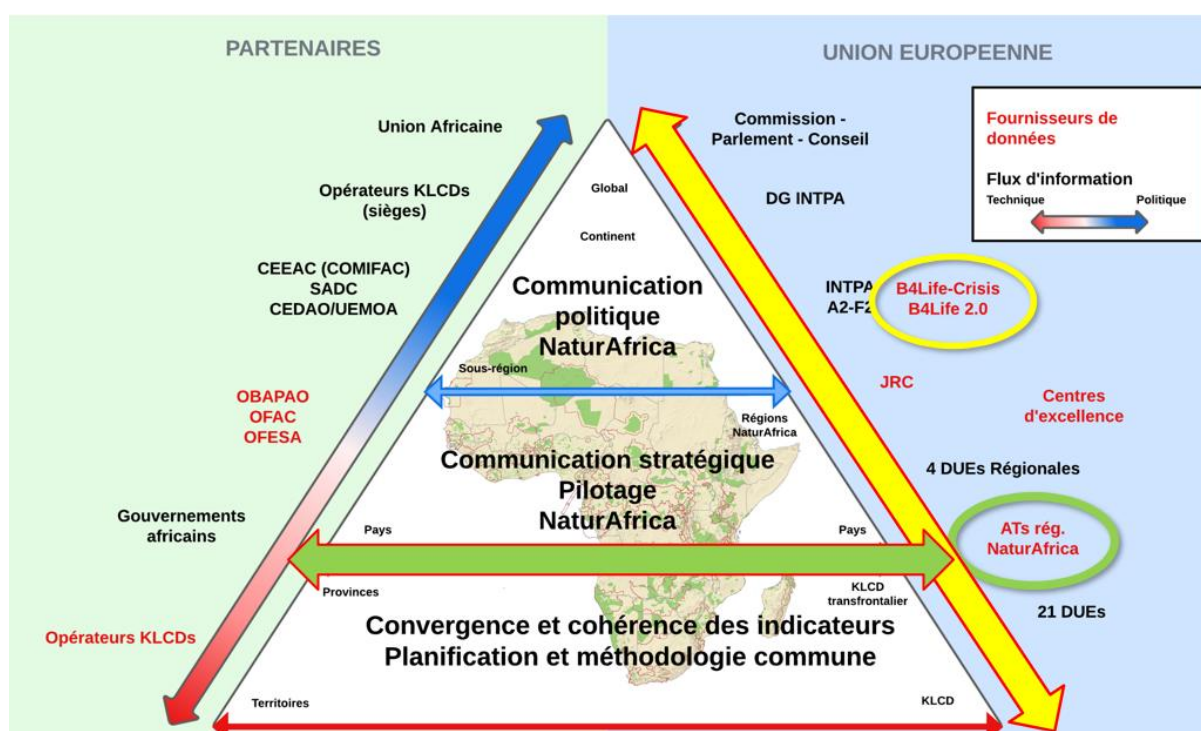 PARTENAIRES
UNION EUROPEENNE
Fournisseurs de
données
Flux d'information
Technique
Politique
Union Africaine
Commission -
Parlement - Conseil
Opérateurs KLCDs
(sièges)
Global
DG INTPA
Continent
CEEAC (COMIFAC)
SADC
CEDAO/UEMOA
Communication
politique
NaturAfrica
INTPA
A2-F2
B4Life-Crisis
B4Life 2.0
Sous-région
OBAPAO
OFAC
OFESA
JRC
Centres
d'excellence
Régions
NaturAfrica
Communication stratégique
Pilotage
NaturAfrica
4 DUEs Régionales
Gouvernements
africains
Pays
Pays
ATs rég.
NaturAfrica
Provinces
KLCD
transfrontalier
21 DUEs
Opérateurs KLCDs
Convergence et cohérence des indicateurs
Planification et méthodologie commune
Territoires
KLCD